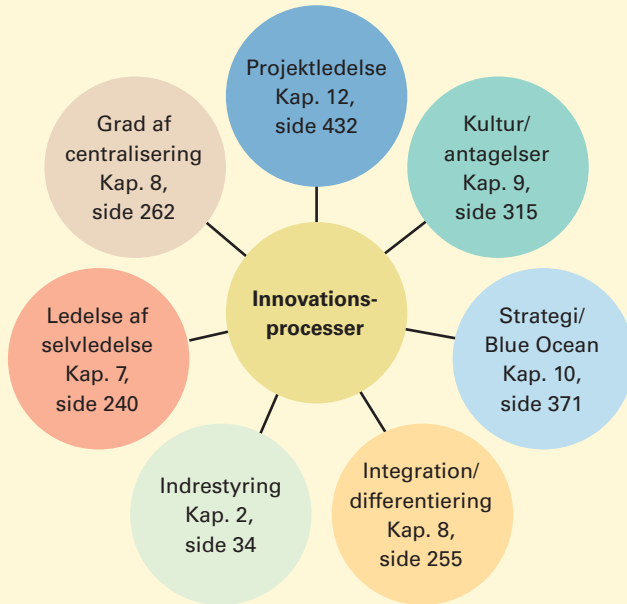 Projektledelse
Kap. 12,
side 432
Kultur/
antagelser
Kap. 9,
side 315
Strategi/
Blue Ocean
Kap. 10,
side 371
Integration/
differentiering
Kap. 8,
side 255
Indrestyring
Kap. 2,
side 34
Ledelse af
selvledelse
Kap. 7,
side 240
Grad af
centralisering
Kap. 8,
side 262
Innovations-
processer